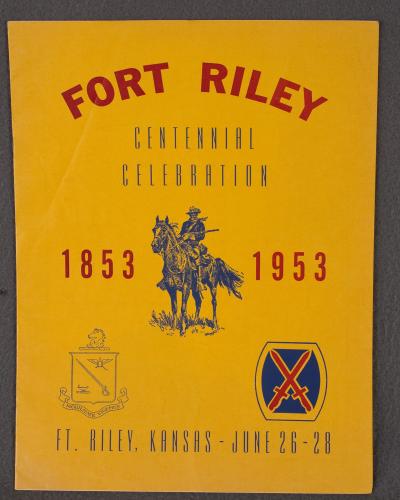 FORT RILEY
CENTENNIAL
CELEBRATION
1853 1953
FT. RILEY, KANSAS - JUNE 26-28